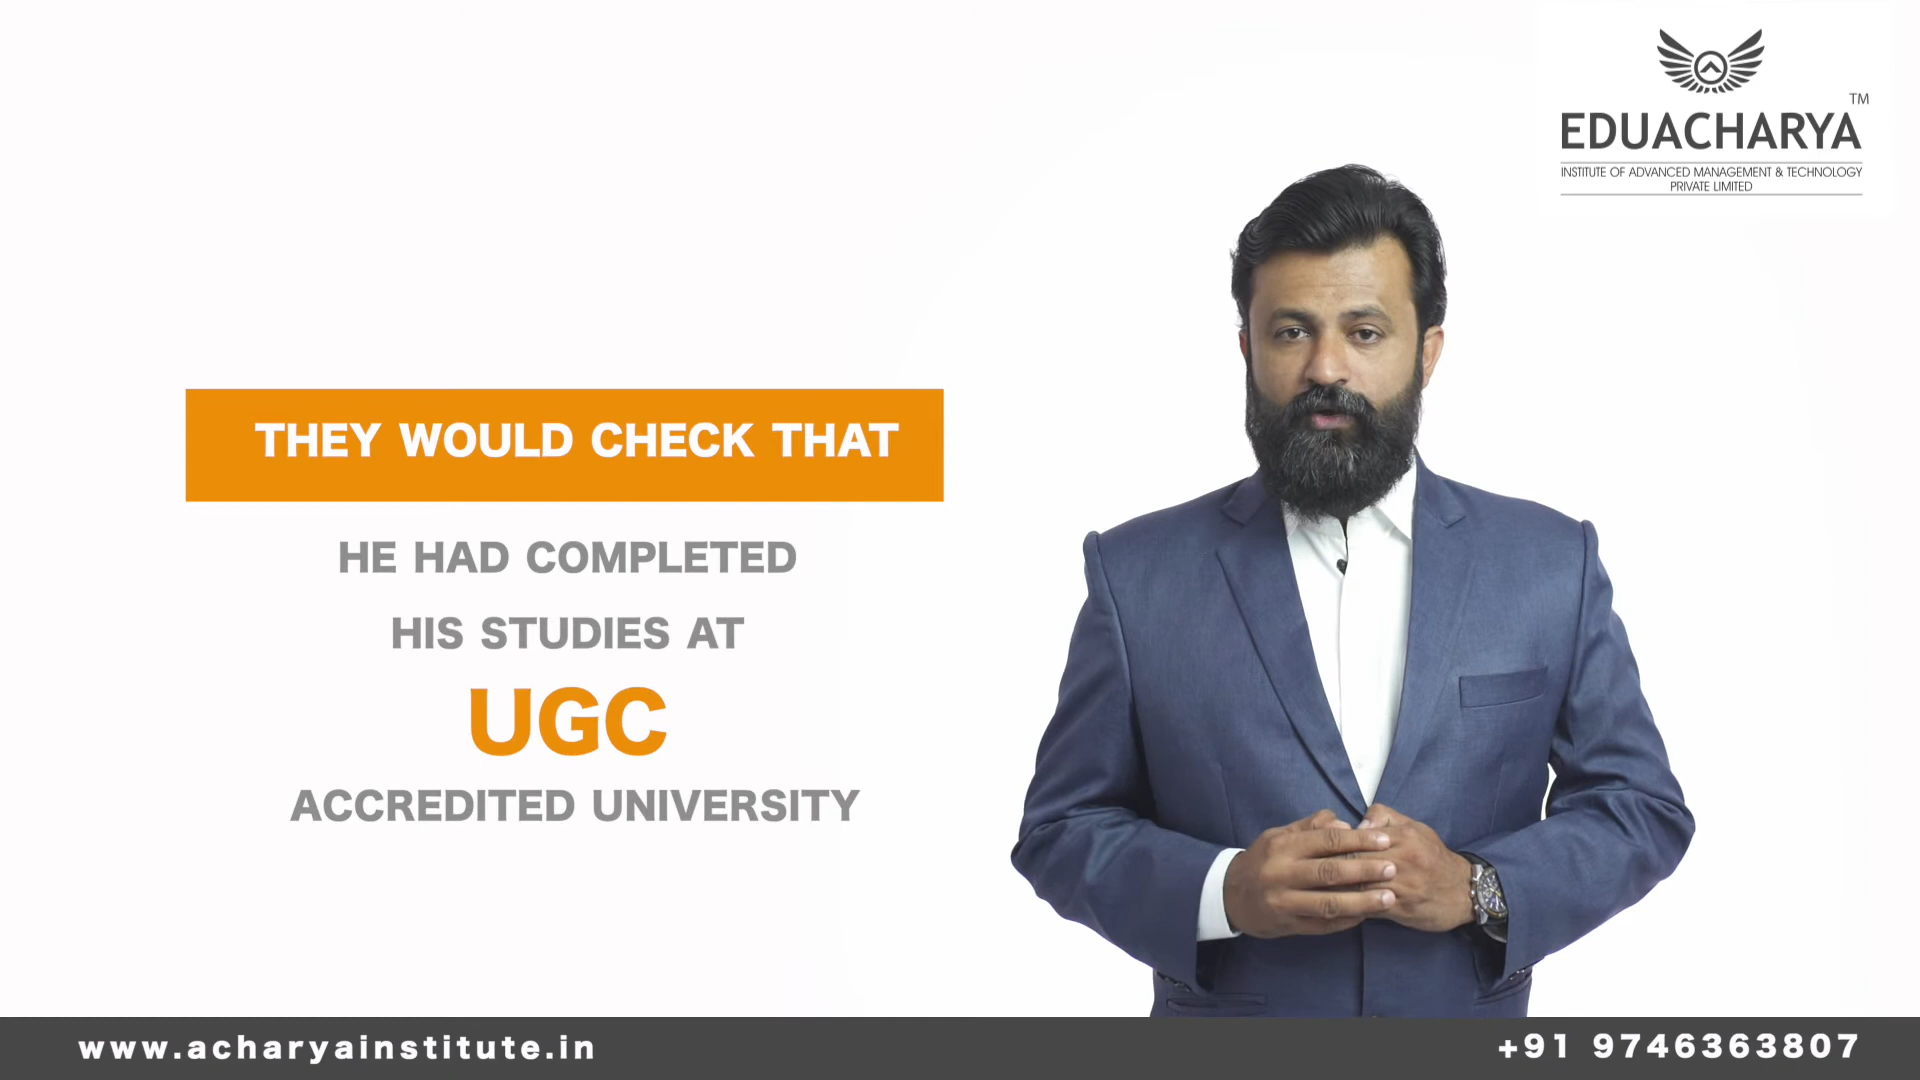 TM
EDUACHARYA
INSTITUTE OF ADVANCED MANAGEMENT & TECHNOLOGY
PRIVATE LIMITED
THEY WOULD CHECK THAT
HE HAD COMPLETED
HIS STUDIES AT
UGC
ACCREDITED UNIVERSITY
www.acharyainstitute.in
+91 9746363807